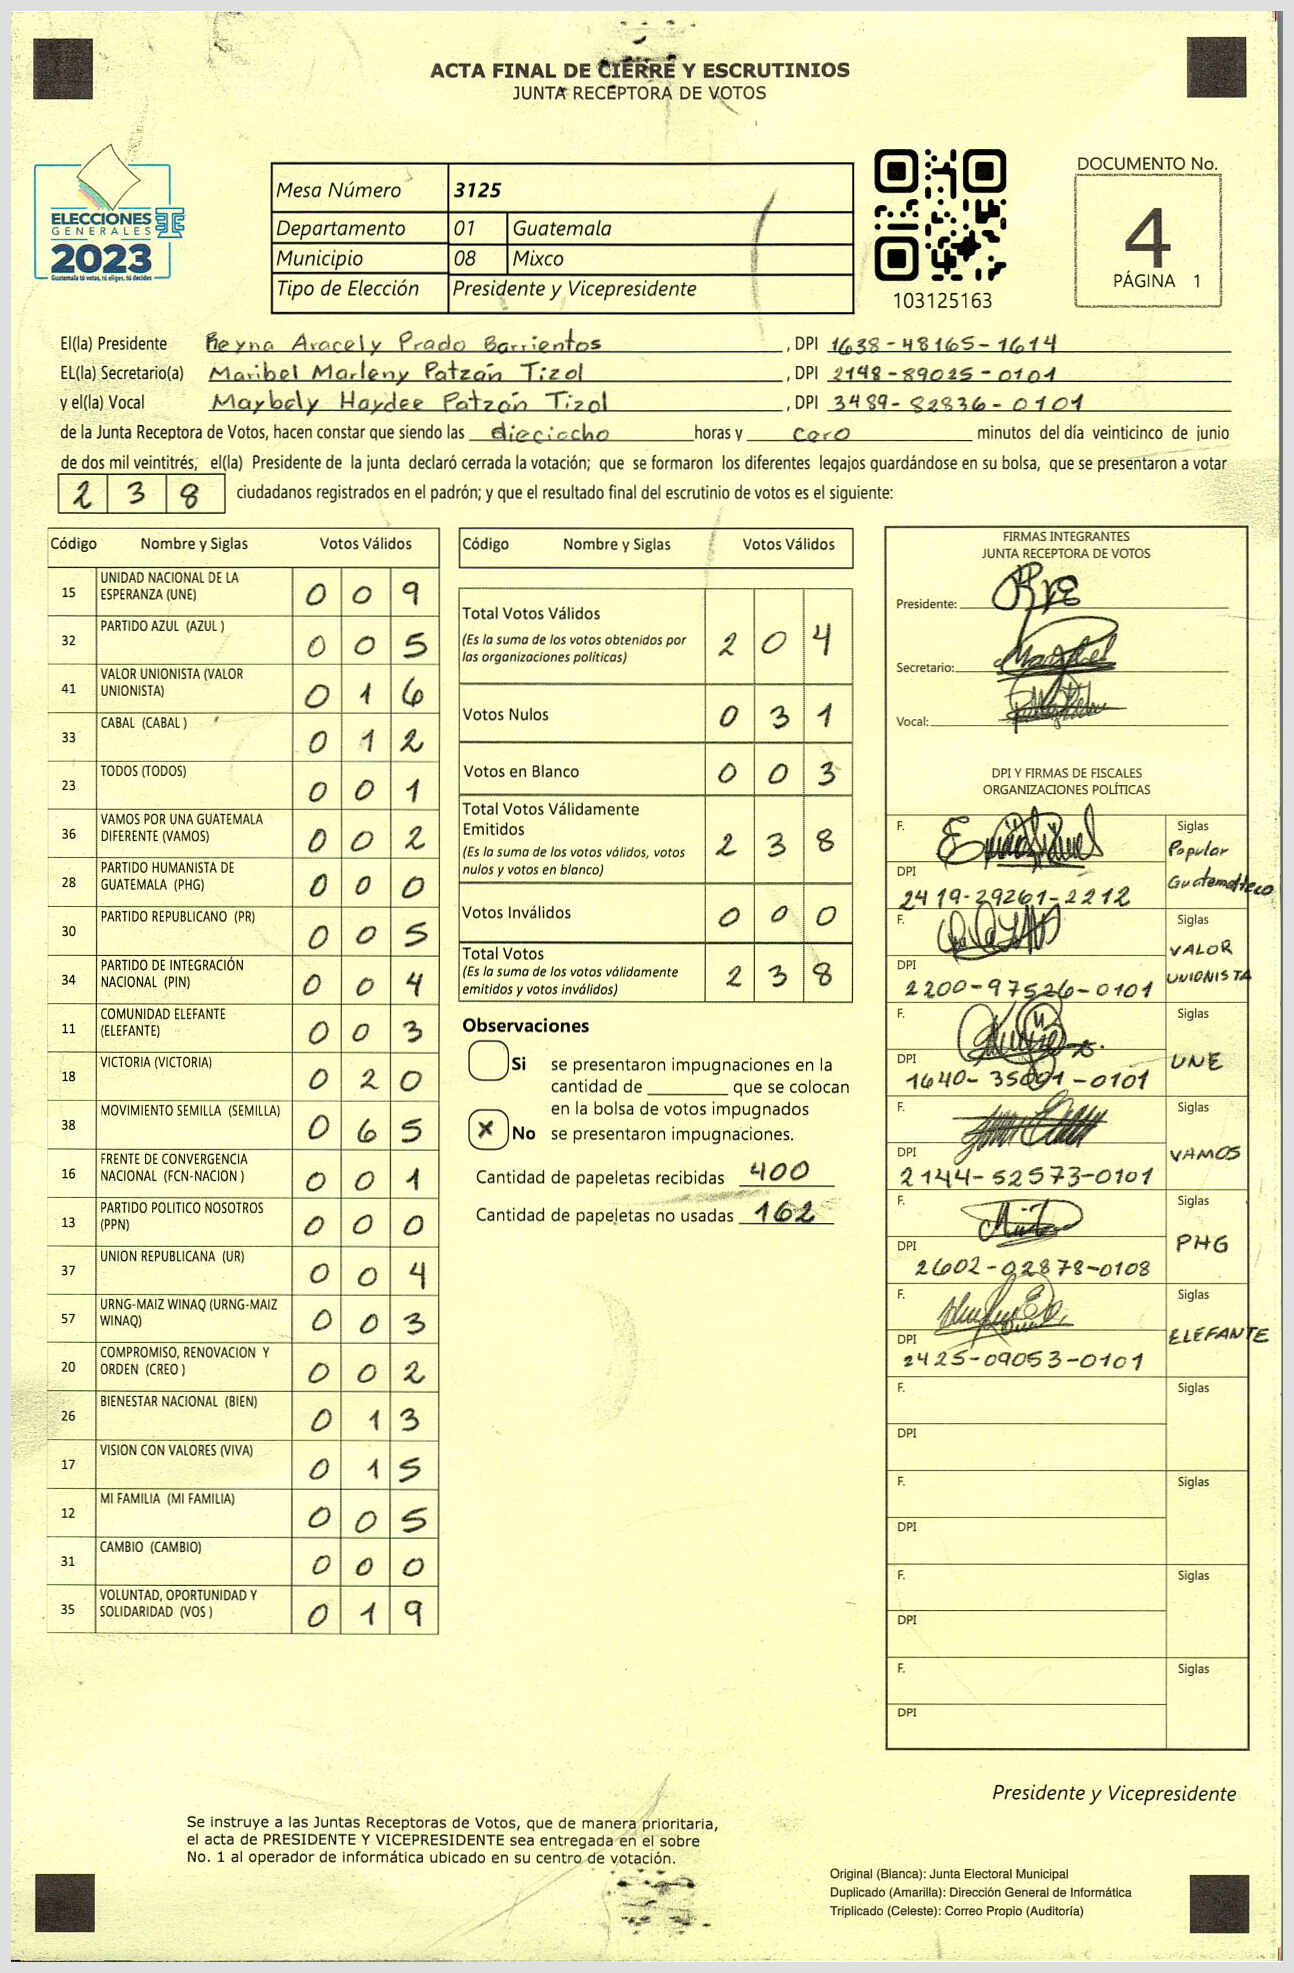 ACTA FINAL DE CIERRE Y ESCRUTINIOS
JUNTA RECEPTORA DE VOTOS
ELECCIONES
GENERALES
2023
Guatemala tú votas, tú eliges, tú decides
Mesa Número 3125
Departamento 01 Guatemala
Municipio 08 Mixco
Tipo de Elección Presidente y Vicepresidente
103125163
DOCUMENTO No.
4
PÁGINA 1
El(la) Presidente Reyna Aracely Prado Barrientos, DPI 1638-48165-1614
EL(la) Secretario(a) Maribel Marleny Patzán Tizol, DPI 2148-89025-0101
y el(la) Vocal Maybely Haydee Patzán Tizol, DPI 3489-82836-0101
de la Junta Receptora de Votos, hacen constar que siendo las dieciocho horas y cero minutos del día veinticinco de junio
de dos mil veintitrés, el(la) Presidente de la junta declaró cerrada la votación; que se formaron los diferentes legajos guardándose en su bolsa, que se presentaron a votar
2 3 8 ciudadanos registrados en el padrón; y que el resultado final del escrutinio de votos es el siguiente:
Código Nombre y Siglas Votos Válidos
15 UNIDAD NACIONAL DE LA ESPERANZA (UNE) 0 0 9
32 PARTIDO AZUL (AZUL ) 0 0 5
41 VALOR UNIONISTA (VALOR UNIONISTA) 0 1 6
33 CABAL (CABAL ) 0 1 2
23 TODOS (TODOS) 0 0 1
36 VAMOS POR UNA GUATEMALA DIFERENTE (VAMOS) 0 0 2
28 PARTIDO HUMANISTA DE GUATEMALA (PHG) 0 0 0
30 PARTIDO REPUBLICANO (PR) 0 0 5
34 PARTIDO DE INTEGRACIÓN NACIONAL (PIN) 0 0 4
11 COMUNIDAD ELEFANTE (ELEFANTE) 0 0 3
18 VICTORIA (VICTORIA) 0 2 0
38 MOVIMIENTO SEMILLA (SEMILLA) 0 6 5
16 FRENTE DE CONVERGENCIA NACIONAL (FCN-NACION ) 0 0 1
13 PARTIDO POLITICO NOSOTROS (PPN) 0 0 0
37 UNION REPUBLICANA (UR) 0 0 4
57 URNG-MAIZ WINAQ (URNG-MAIZ WINAQ) 0 0 3
20 COMPROMISO, RENOVACION Y ORDEN (CREO ) 0 0 2
26 BIENESTAR NACIONAL (BIEN) 0 1 3
17 VISION CON VALORES (VIVA) 0 1 5
12 MI FAMILIA (MI FAMILIA) 0 0 5
31 CAMBIO (CAMBIO) 0 0 0
35 VOLUNTAD, OPORTUNIDAD Y SOLIDARIDAD (VOS ) 0 1 9
Código Nombre y Siglas Votos Válidos
Total Votos Válidos 2 0 4
(Es la suma de los votos obtenidos por
las organizaciones políticas)
Votos Nulos 0 3 1
Votos en Blanco 0 0 3
Total Votos Válidamente
Emitidos 2 3 8
(Es la suma de los votos válidos, votos
nulos y votos en blanco)
Votos Inválidos 0 0 0
Total Votos 2 3 8
(Es la suma de los votos válidamente
emitidos y votos inválidos)
Observaciones
Si se presentaron impugnaciones en la
cantidad de ________ que se colocan
en la bolsa de votos impugnados
X No se presentaron impugnaciones.
Cantidad de papeletas recibidas 400
Cantidad de papeletas no usadas 162
FIRMAS INTEGRANTES
JUNTA RECEPTORA DE VOTOS
Presidente:
Secretario:
Vocal:
DPI Y FIRMAS DE FISCALES
ORGANIZACIONES POLÍTICAS
F. Siglas Popular Guatemalteco
DPI 2419-29261-2212
F. Siglas VALOR UNIONISTA
DPI 2200-97526-0101
F. Siglas UNE
DPI 1640-35091-0101
F. Siglas VAMOS
DPI 2144-52573-0101
F. Siglas PHG
DPI 2602-02878-0108
F. Siglas ELEFANTE
DPI 2425-09053-0101
F. Siglas
DPI
F. Siglas
DPI
F. Siglas
DPI
F. Siglas
DPI
Presidente y Vicepresidente
Se instruye a las Juntas Receptoras de Votos, que de manera prioritaria,
el acta de PRESIDENTE Y VICEPRESIDENTE sea entregada en el sobre
No. 1 al operador de informática ubicado en su centro de votación.
Original (Blanca): Junta Electoral Municipal
Duplicado (Amarilla): Dirección General de Informática
Triplicado (Celeste): Correo Propio (Auditoría)